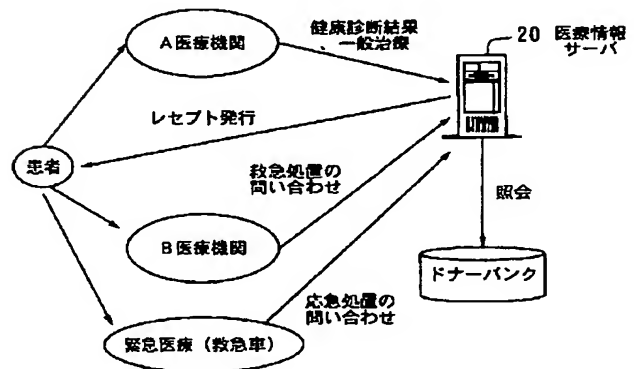 A医療機関
健康診断結果
、一般治療
20 医療情報
サーバ
レセプト発行
患者
救急処置の
問い合わせ
照会
B医療機関
ドナーバンク
応急処置の
問い合わせ
緊急医療(救急車)